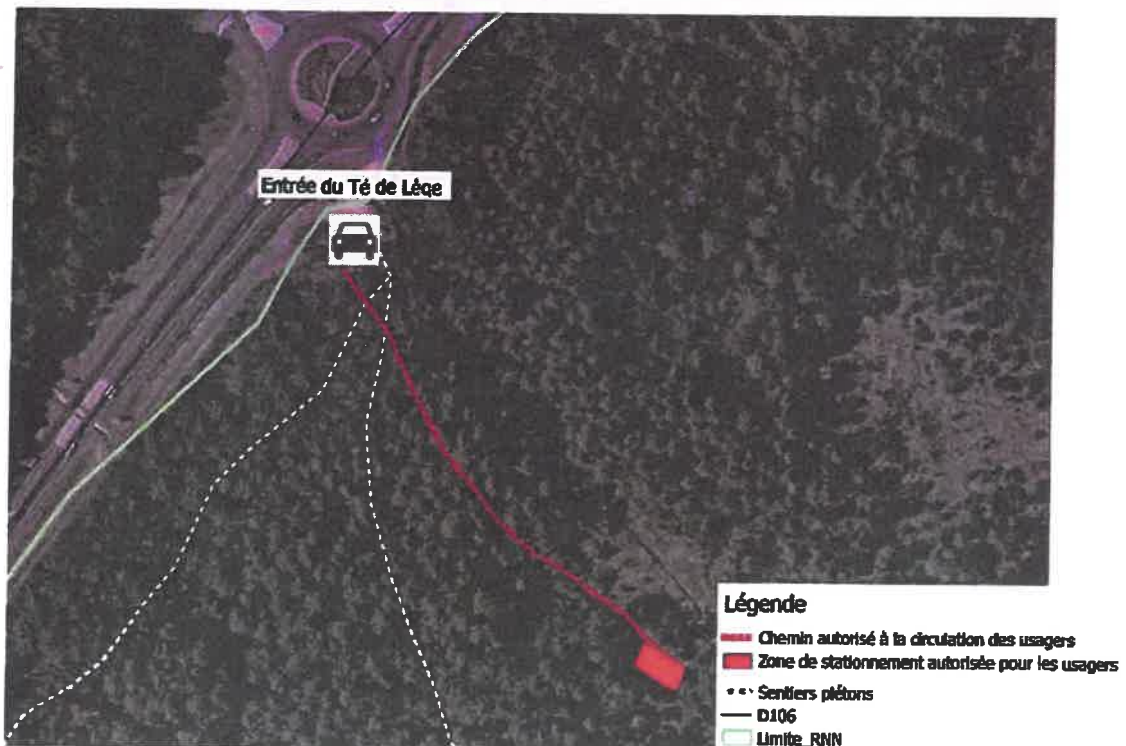 Entrée du Té de Lège
Légende
Chemin autorisé à la circulation des usagers
Zone de stationnement autorisée pour les usagers
Sentiers piétons
D106
Limite_RNN